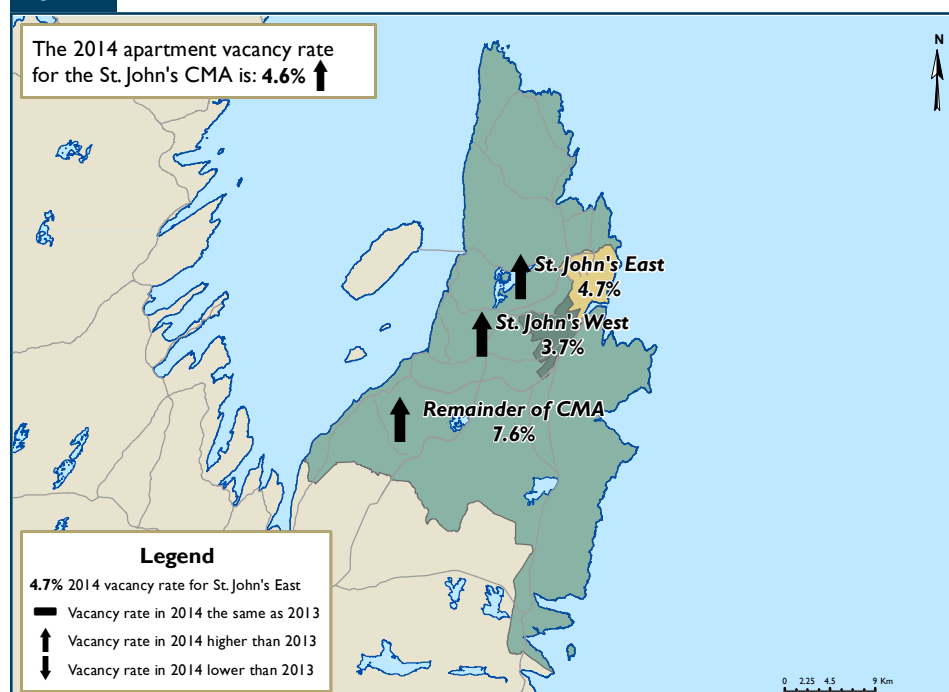 The 2014 apartment vacancy rate
for the St. John's CMA is: 4.6%
N
St. John's East
4.7%
St. John's West
3.7%
Remainder of CMA
7.6%
Legend
4.7% 2014 vacancy rate for St. John's East
Vacancy rate in 2014 the same as 2013
Vacancy rate in 2014 higher than 2013
Vacancy rate in 2014 lower than 2013
0 2.25 4.5 9 Km